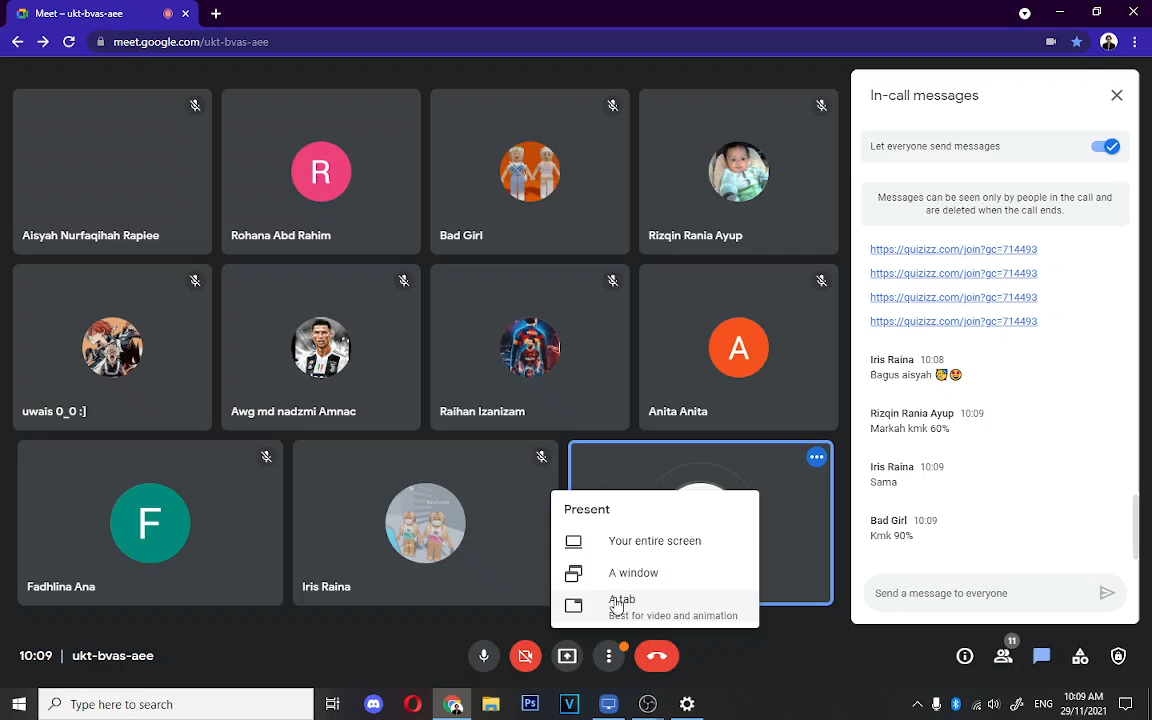 Meet – ukt-bvas-aee
meet.google.com/ukt-bvas-aee
Aisyah Nurfaqihah Rapiee
R
Rohana Abd Rahim
Bad Girl
Rizqin Rania Ayup
uwais 0_0 :]
Awg md nadzmi Amnac
Raihan Izanizam
A
Anita Anita
F
Fadhlina Ana
Iris Raina
Present
Your entire screen
A window
A tab
Best for video and animation
In-call messages
Let everyone send messages
Messages can be seen only by people in the call and
are deleted when the call ends.
https://quizizz.com/join?gc=714493
https://quizizz.com/join?gc=714493
https://quizizz.com/join?gc=714493
https://quizizz.com/join?gc=714493
Iris Raina 10:08
Bagus aisyah 🥳🤩
Rizqin Rania Ayup 10:09
Markah kmk 60%
Iris Raina 10:09
Sama
Bad Girl 10:09
Kmk 90%
Send a message to everyone
10:09 | ukt-bvas-aee
11
Type here to search
Ps
V
ENG
10:09 AM
29/11/2021